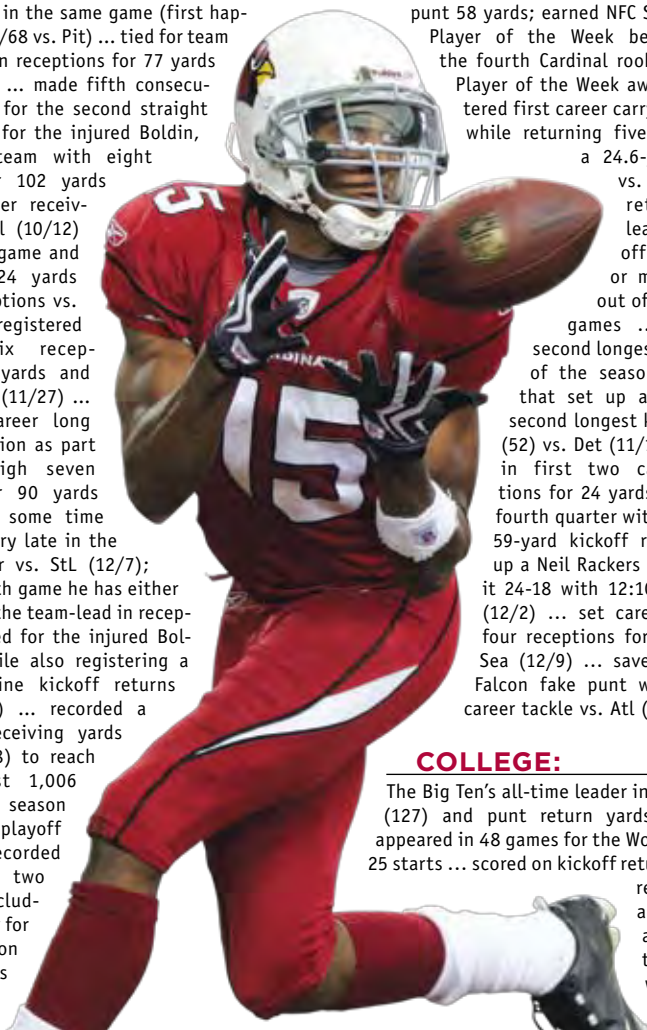 in the same game (first hap-
/68 vs. Pit) ... tied for team
n receptions for 77 yards
... made fifth consecu-
for the second straight
for the injured Boldin,
team with eight
r 102 yards
er receiv-
l (10/12)
game and
24 yards
ptions vs.
registered
ix recep-
yards and
(11/27) ...
areer long
ion as part
igh seven
r 90 yards
some time
ry late in the
r vs. StL (12/7);
th game he has either
the team-lead in recep-
ed for the injured Bol-
ile also registering a
ine kickoff returns
) ... recorded a
eceiving yards
3) to reach
st 1,006
season
playoff
ecorded
two
clud-
for
on
s
punt 58 yards; earned NFC S
Player of the Week be
the fourth Cardinal rook
Player of the Week aw
tered first career carry
while returning five
a 24.6-
vs.
ret
lea
off
or m
out of
games ..
second longest
of the seaso
that set up a
second longest k
(52) vs. Det (11/
in first two ca
tions for 24 yards
fourth quarter wit
59-yard kickoff r
up a Neil Rackers
it 24-18 with 12:10
(12/2) ... set care
four receptions for
Sea (12/9) ... save
Falcon fake punt w
career tackle vs. Atl (
COLLEGE:
The Big Ten's all-time leader in
(127) and punt return yards
appeared in 48 games for the Wo
25 starts ... scored on kickoff retu
re
a
a
t
15
15